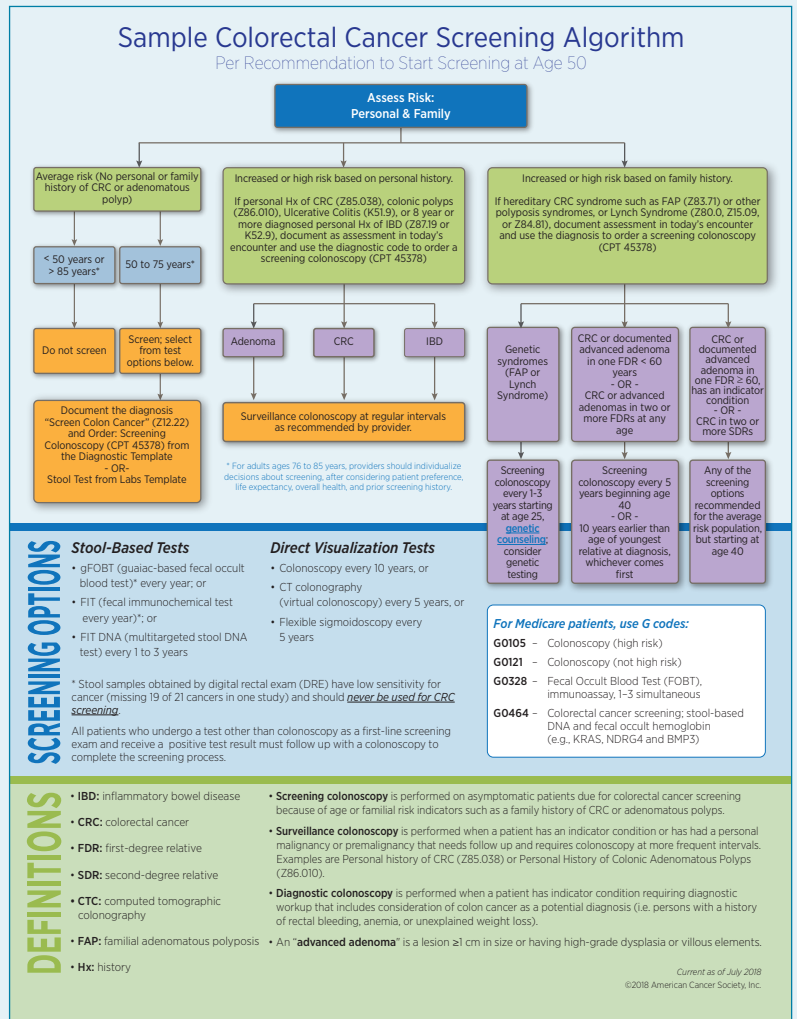 Sample Colorectal Cancer Screening Algorithm
Per Recommendation to Start Screening at Age 50
Assess Risk:
Personal & Family
Average risk (No personal or family
history of CRC or adenomatous
polyp)
< 50 years or
> 85 years*
50 to 75 years*
Do not screen
Screen; select
from test
options below.
Document the diagnosis
“Screen Colon Cancer” (Z12.22)
and Order: Screening
Colonoscopy (CPT 45378) from
the Diagnostic Template
- OR-
Stool Test from Labs Template
Increased or high risk based on personal history.
If personal Hx of CRC (Z85.038), colonic polyps
(Z86.010), Ulcerative Colitis (K51.9), or 8 year or
more diagnosed personal Hx of IBD (Z87.19 or
K52.9), document as assessment in today's
encounter and use the diagnostic code to order a
screening colonoscopy (CPT 45378)
Adenoma
CRC
IBD
Surveillance colonoscopy at regular intervals
as recommended by provider.
* For adults ages 76 to 85 years, providers should individualize
decisions about screening, after considering patient preference,
life expectancy, overall health, and prior screening history.
Increased or high risk based on family history.
If hereditary CRC syndrome such as FAP (Z83.71) or other
polyposis syndromes, or Lynch Syndrome (Z80.0, Z15.09,
or Z84.81), document assessment in today's encounter
and use the diagnosis to order a screening colonoscopy
(CPT 45378)
Genetic
syndromes
(FAP or
Lynch
Syndrome)
CRC or documented
advanced adenoma
in one FDR < 60
years
- OR -
CRC or advanced
adenomas in two or
more FDRs at any
age
CRC or
documented
advanced
adenoma in
one FDR ≥ 60,
has an indicator
condition
- OR -
CRC in two or
more SDRs
Screening
colonoscopy
every 1-3
years starting
at age 25,
genetic
counseling;
consider
genetic
testing
Screening
colonoscopy every 5
years beginning age
40
- OR -
10 years earlier than
age of youngest
relative at diagnosis,
whichever comes
first
Any of the
screening
options
recommended
for the average
risk population,
but starting at
age 40
SCREENING OPTIONS
Stool-Based Tests
• gFOBT (guaiac-based fecal occult
blood test)* every year; or
• FIT (fecal immunochemical test
every year)*; or
• FIT DNA (multitargeted stool DNA
test) every 1 to 3 years
Direct Visualization Tests
• Colonoscopy every 10 years, or
• CT colonography
(virtual colonoscopy) every 5 years, or
• Flexible sigmoidoscopy every
5 years
* Stool samples obtained by digital rectal exam (DRE) have low sensitivity for
cancer (missing 19 of 21 cancers in one study) and should never be used for CRC
screening.
All patients who undergo a test other than colonoscopy as a first-line screening
exam and receive a positive test result must follow up with a colonoscopy to
complete the screening process.
For Medicare patients, use G codes:
G0105 – Colonoscopy (high risk)
G0121 – Colonoscopy (not high risk)
G0328 – Fecal Occult Blood Test (FOBT),
immunoassay, 1–3 simultaneous
G0464 – Colorectal cancer screening; stool-based
DNA and fecal occult hemoglobin
(e.g., KRAS, NDRG4 and BMP3)
DEFINITIONS
• IBD: inflammatory bowel disease
• CRC: colorectal cancer
• FDR: first-degree relative
• SDR: second-degree relative
• CTC: computed tomographic
colonography
• FAP: familial adenomatous polyposis
• Hx: history
• Screening colonoscopy is performed on asymptomatic patients due for colorectal cancer screening
because of age or familial risk indicators such as a family history of CRC or adenomatous polyps.
• Surveillance colonoscopy is performed when a patient has an indicator condition or has had a personal
malignancy or premalignancy that needs follow up and requires colonoscopy at more frequent intervals.
Examples are Personal history of CRC (Z85.038) or Personal History of Colonic Adenomatous Polyps
(Z86.010).
• Diagnostic colonoscopy is performed when a patient has indicator condition requiring diagnostic
workup that includes consideration of colon cancer as a potential diagnosis (i.e. persons with a history
of rectal bleeding, anemia, or unexplained weight loss).
• An “advanced adenoma” is a lesion ≥1 cm in size or having high-grade dysplasia or villous elements.
Current as of July 2018
©2018 American Cancer Society, Inc.